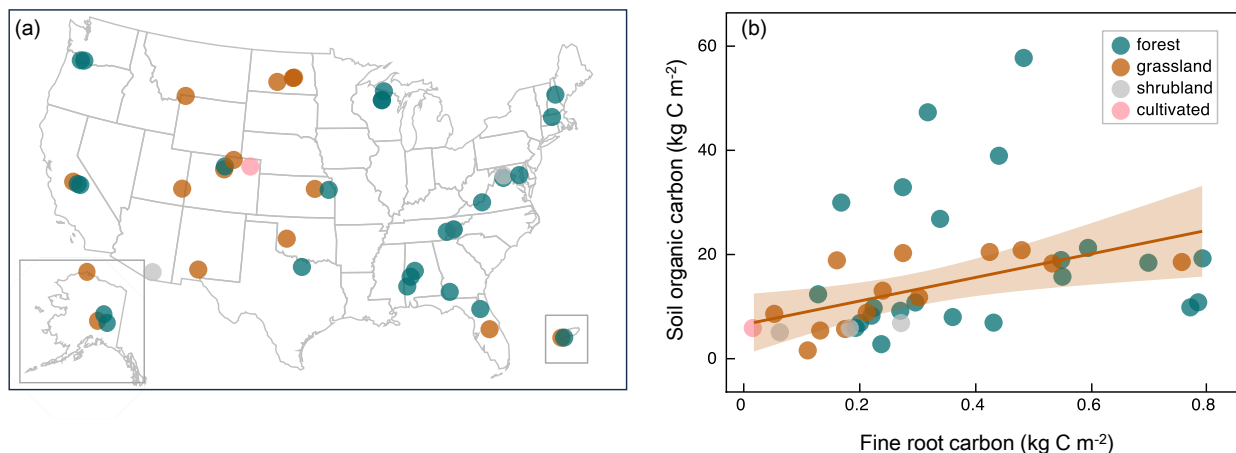 (a)
(b)
Soil organic carbon (kg C m⁻²)
60
40
20
0
forest
grassland
shrubland
cultivated
0 0.2 0.4 0.6 0.8
Fine root carbon (kg C m⁻²)